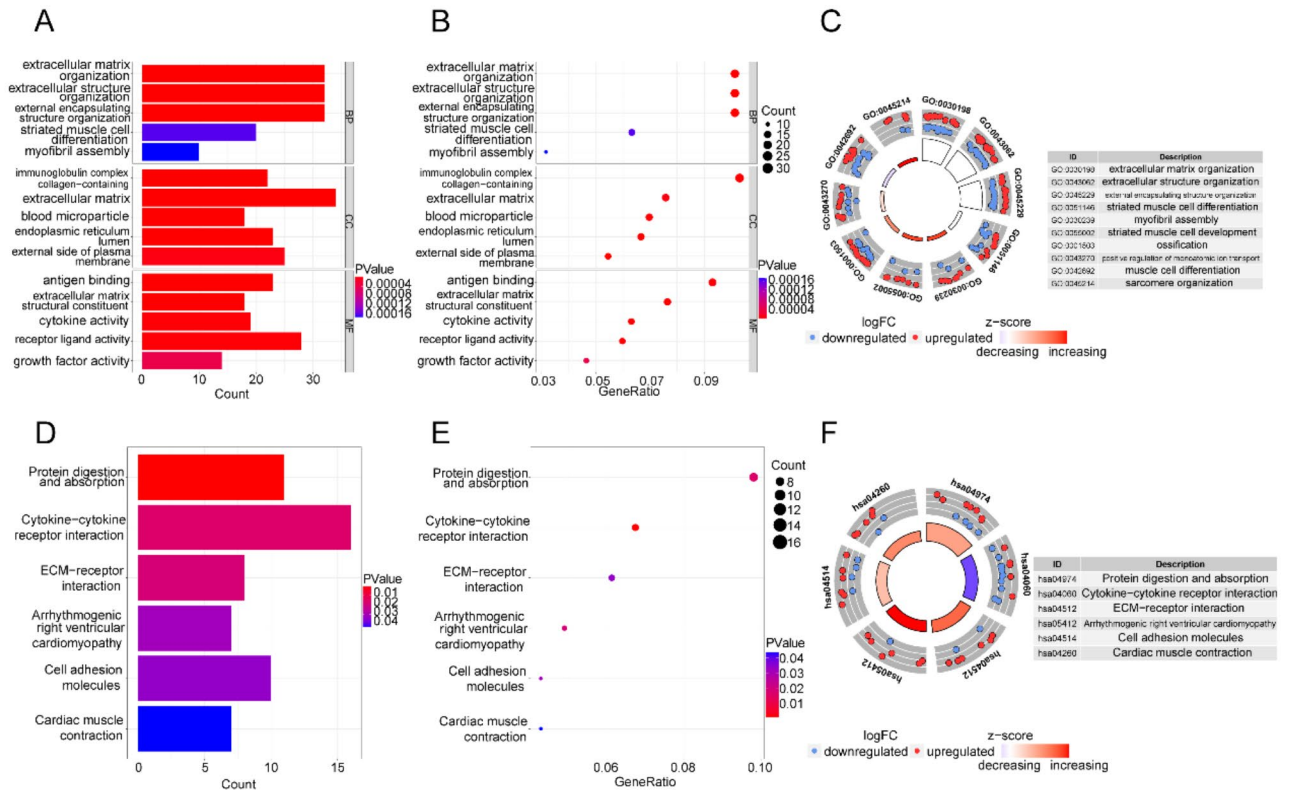 A
extracellular matrix
organization
extracellular structure
organization
external encapsulating
structure organization
striated muscle cell
differentiation
myofibril assembly
immunoglobulin complex
collagen-containing
extracellular matrix
blood microparticle
endoplasmic reticulum
lumen
external side of plasma
membrane
antigen binding
extracellular matrix
structural constituent
cytokine activity
receptor ligand activity
growth factor activity
BP
CC
MF
0 10 20 30
Count
PValue
0.00004
0.00008
0.00012
0.00016
B
extracellular matrix
organization
extracellular structure
organization
external encapsulating
structure organization
striated muscle cell
differentiation
myofibril assembly
immunoglobulin complex
collagen-containing
extracellular matrix
blood microparticle
endoplasmic reticulum
lumen
external side of plasma
membrane
antigen binding
extracellular matrix
structural constituent
cytokine activity
receptor ligand activity
growth factor activity
BP
CC
MF
0.03 0.05 0.07 0.09
GeneRatio
Count
10
15
20
25
30
PValue
0.00016
0.00012
0.00008
0.00004
C
GO:0030198
GO:0043062
GO:0045229
GO:0051146
GO:0030239
GO:0055002
GO:0001503
GO:0043270
GO:0042692
GO:0045214
ID Description
GO:0030198 extracellular matrix organization
GO:0043062 extracellular structure organization
GO:0045229 external encapsulating structure organization
GO:0051146 striated muscle cell differentiation
GO:0030239 myofibril assembly
GO:0055002 striated muscle cell development
GO:0001503 ossification
GO:0043270 positive regulation of monoatomic ion transport
GO:0042692 muscle cell differentiation
GO:0045214 sarcomere organization
logFC z-score
downregulated upregulated
decreasing increasing
D
Protein digestion
and absorption
Cytokine−cytokine
receptor interaction
ECM−receptor
interaction
Arrhythmogenic
right ventricular
cardiomyopathy
Cell adhesion
molecules
Cardiac muscle
contraction
0 5 10 15
Count
PValue
0.01
0.02
0.03
0.04
E
Protein digestion
and absorption
Cytokine−cytokine
receptor interaction
ECM−receptor
interaction
Arrhythmogenic
right ventricular
cardiomyopathy
Cell adhesion
molecules
Cardiac muscle
contraction
0.06 0.08 0.10
GeneRatio
Count
8
10
12
14
16
PValue
0.04
0.03
0.02
0.01
F
hsa04974
hsa04060
hsa04512
hsa05412
hsa04514
hsa04260
ID Description
hsa04974 Protein digestion and absorption
hsa04060 Cytokine−cytokine receptor interaction
hsa04512 ECM−receptor interaction
hsa05412 Arrhythmogenic right ventricular cardiomyopathy
hsa04514 Cell adhesion molecules
hsa04260 Cardiac muscle contraction
logFC z-score
downregulated upregulated
decreasing increasing